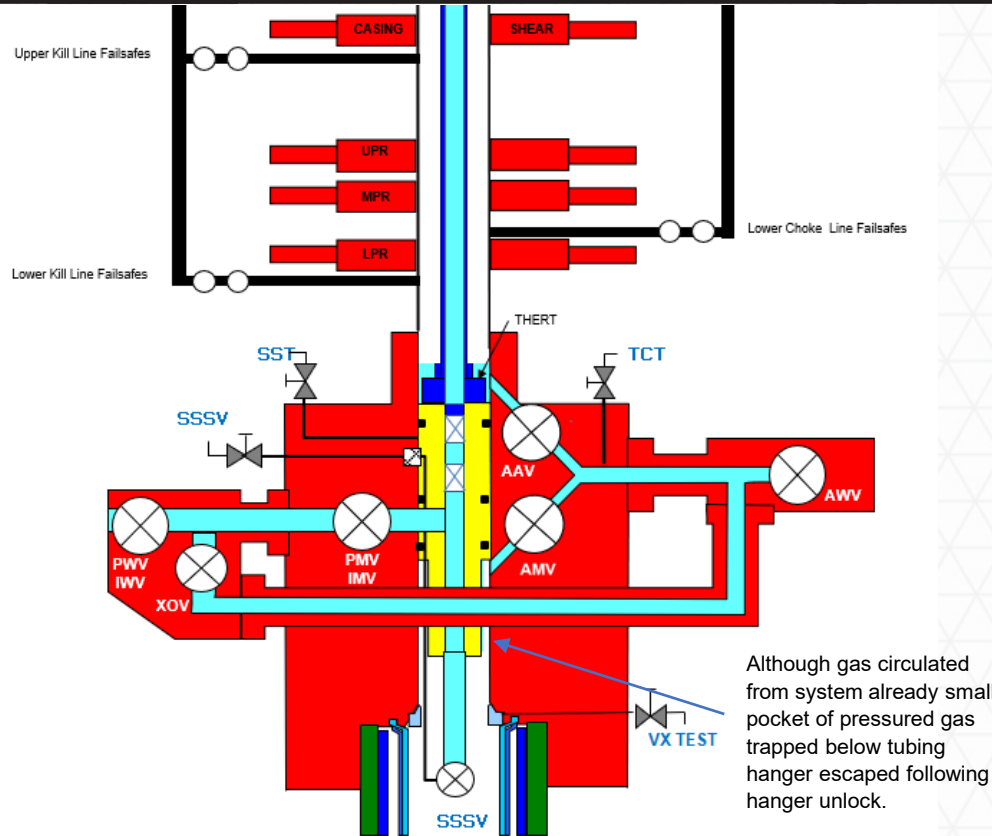 CASING
SHEAR
Upper Kill Line Failsafes
UPR
MPR
Lower Choke  Line Failsafes
LPR
Lower Kill Line Failsafes
THERT
SST
TCT
SSSV
AAV
AWV
PWV
IWV
PMV
IMV
AMV
XOV
Although gas circulated
from system already small
pocket of pressured gas
trapped below tubing
hanger escaped following
hanger unlock.
VX TEST
SSSV